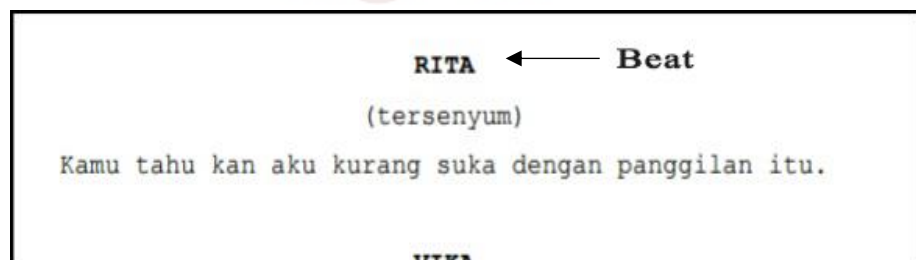 RITA Beat
(tersenyum)
Kamu tahu kan aku kurang suka dengan panggilan itu.